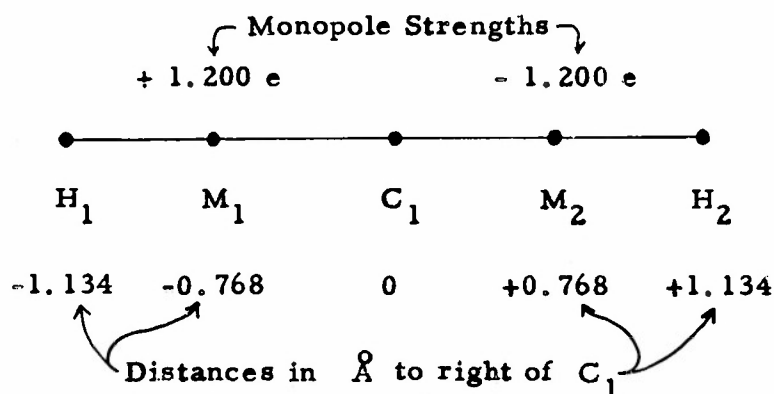 Monopole Strengths
+ 1.200 e - 1.200 e
H1 M1 C1 M2 H2
-1.134 -0.768 0 +0.768 +1.134
Distances in Å to right of C1